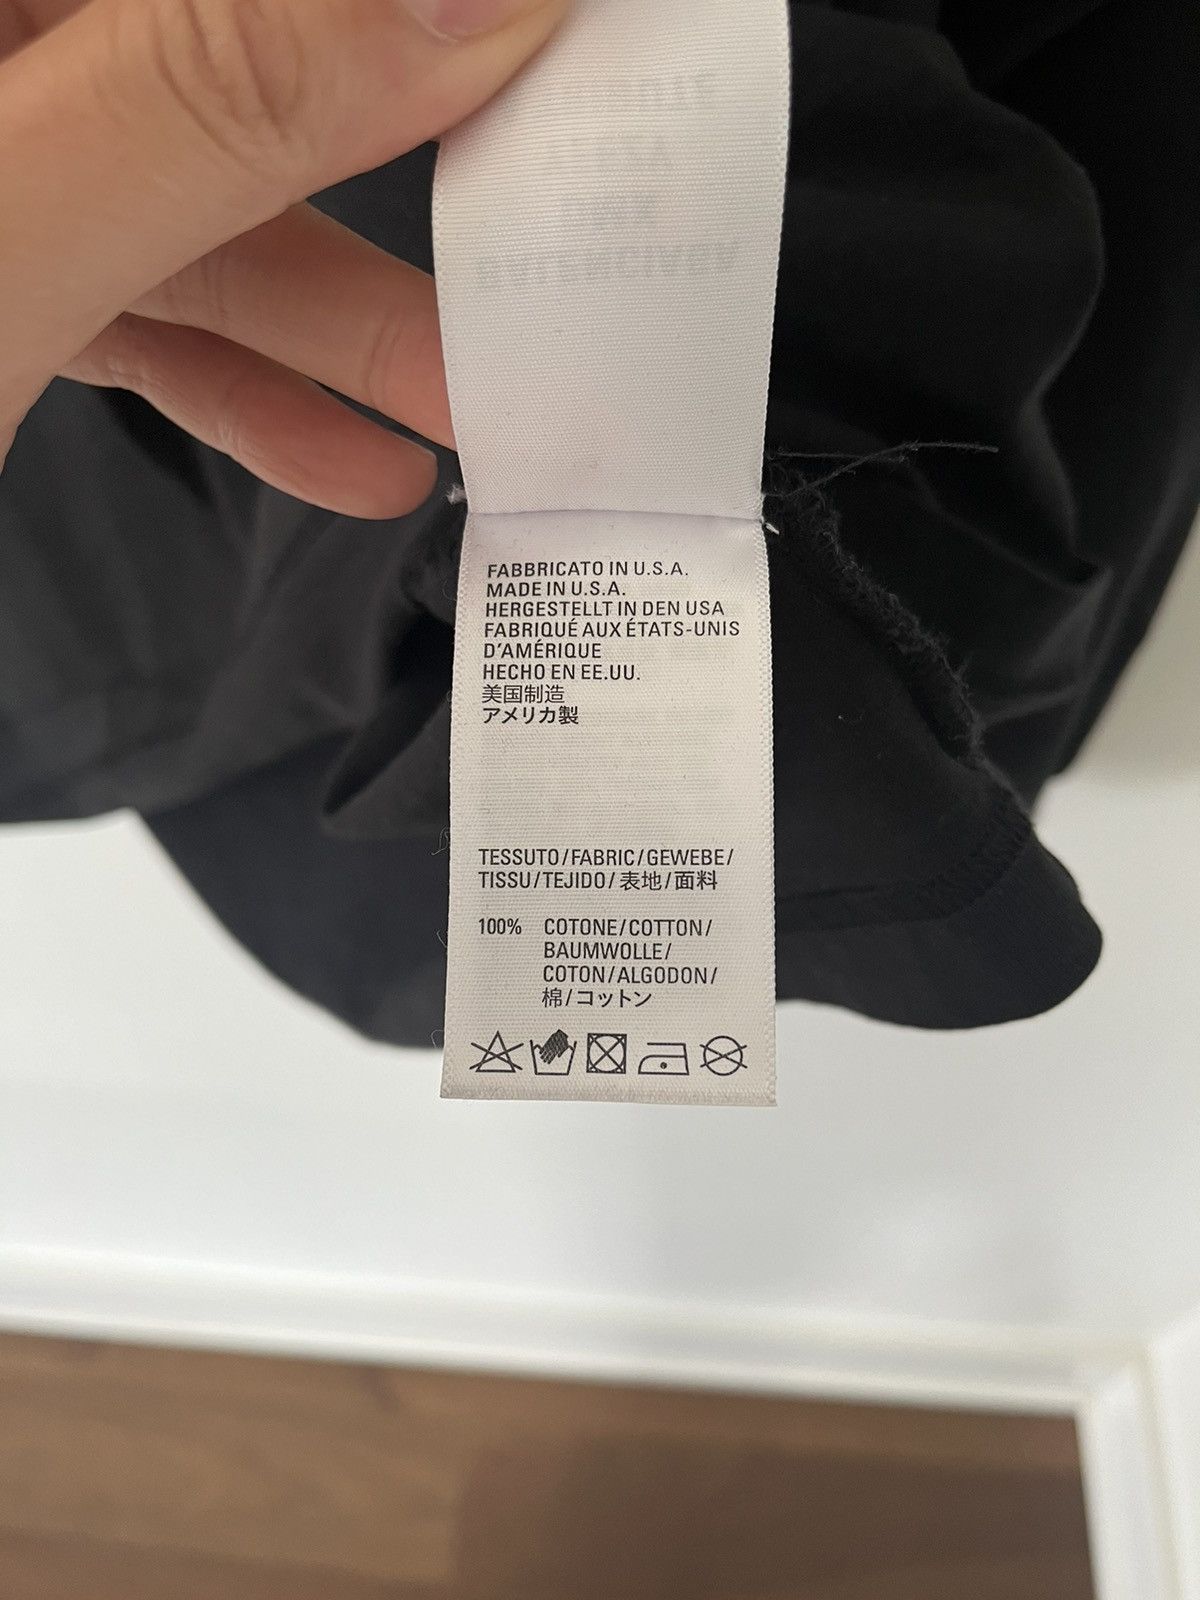 FABBRICATO IN U.S.A.
MADE IN U.S.A.
HERGESTELLT IN DEN USA
FABRIQUÉ AUX ÉTATS-UNIS
D'AMÉRIQUE
HECHO EN EE.UU.
美国制造
アメリカ製
TESSUTO/FABRIC/GEWEBE/
TISSU/TEJIDO/表地/面料
100% COTONE/COTTON/
BAUMWOLLE/
COTON/ALGODON/
棉/コットン